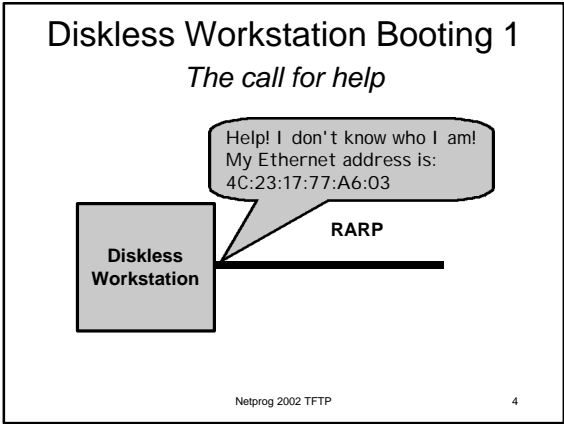 Diskless Workstation Booting 1
The call for help
Help! I don't know who I am!
My Ethernet address is:
4C:23:17:77:A6:03
RARP
Diskless
Workstation
Netprog 2002 TFTP 4